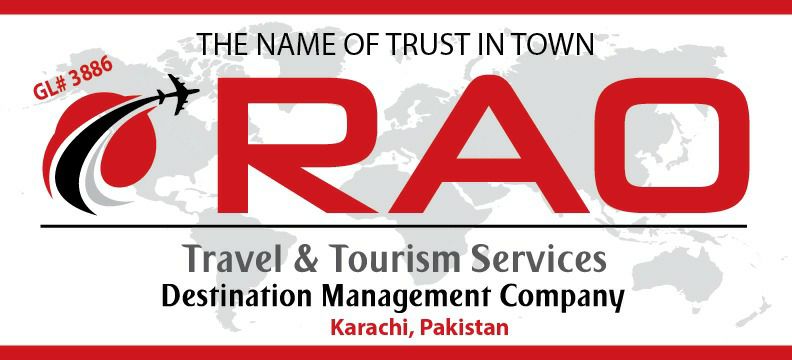 THE NAME OF TRUST IN TOWN
GL# 3886
RAO
Travel & Tourism Services
Destination Management Company
Karachi, Pakistan